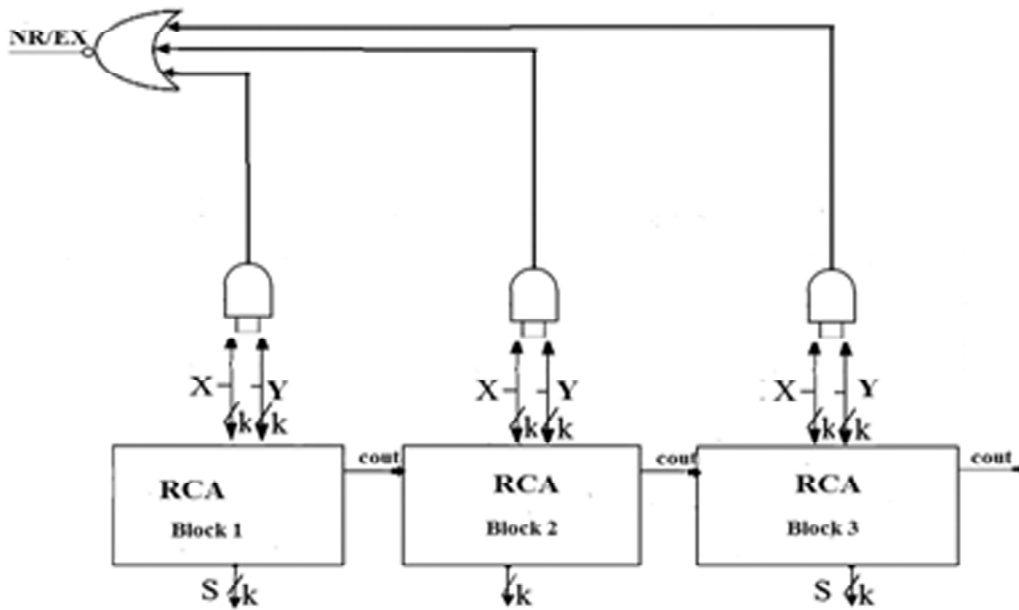 NR/EX
X Y
k k
X Y
k k
X Y
k k
RCA
Block 1
cout
RCA
Block 2
cout
RCA
Block 3
cout
S k
k
S k